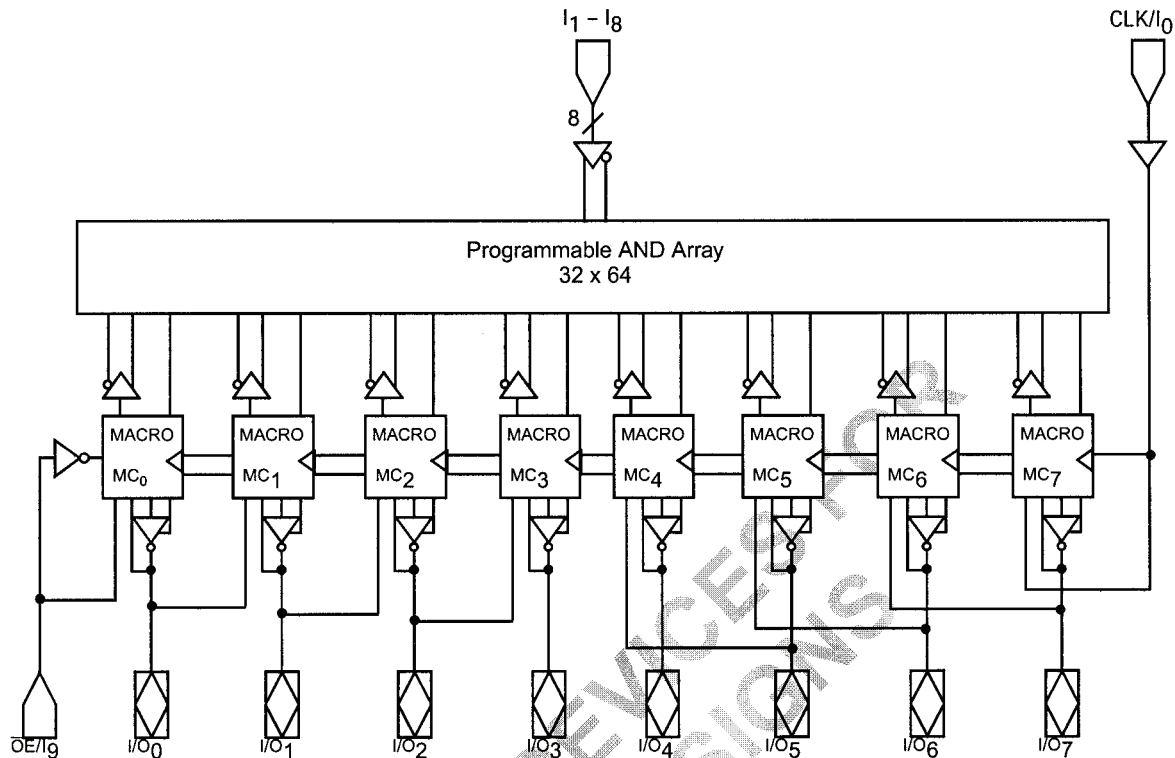 I1 – I8
CLK/I0
8
Programmable AND Array
32 x 64
MACRO MACRO MACRO MACRO MACRO MACRO MACRO MACRO
MC0 MC1 MC2 MC3 MC4 MC5 MC6 MC7
OE/I9 I/O0 I/O1 I/O2 I/O3 I/O4 I/O5 I/O6 I/O7